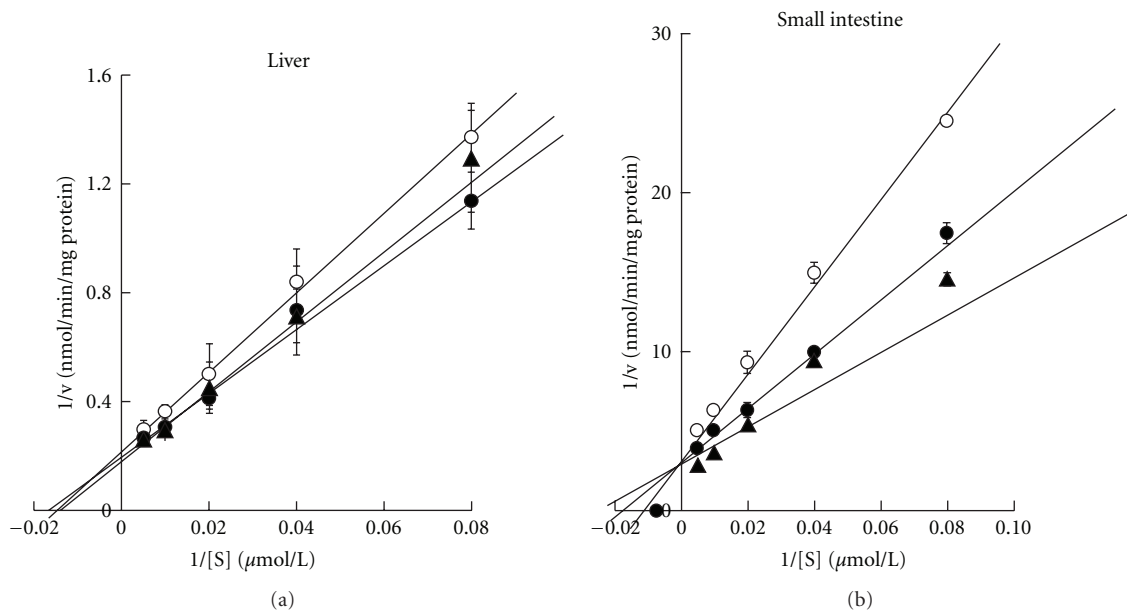 Liver
1.6
1.2
0.8
0.4
0
1/v (nmol/min/mg protein)
−0.02 0 0.02 0.04 0.06 0.08
1/[S] (μmol/L)
(a)
Small intestine
30
20
10
0
1/v (nmol/min/mg protein)
−0.02 0 0.02 0.04 0.06 0.08 0.10
1/[S] (μmol/L)
(b)